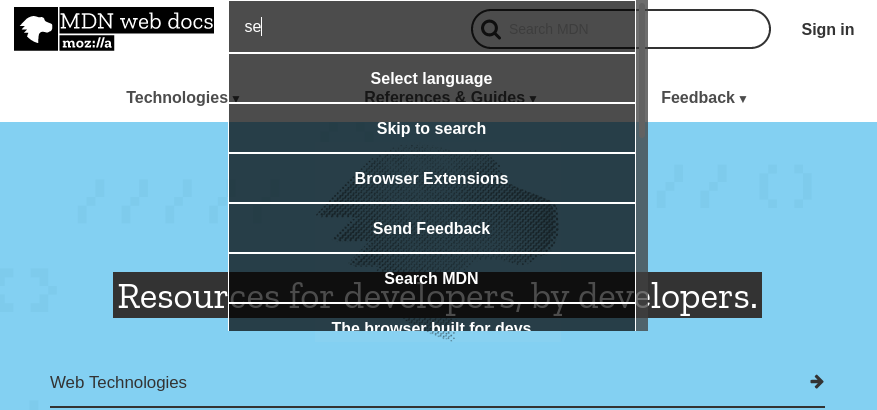 MDN web docs
moz://a
se
Search MDN
Sign in
Select language
Technologies ▾
References & Guides ▾
Feedback ▾
Skip to search
Browser Extensions
Send Feedback
Search MDN
Resources for developers, by developers.
The browser built for devs
Web Technologies